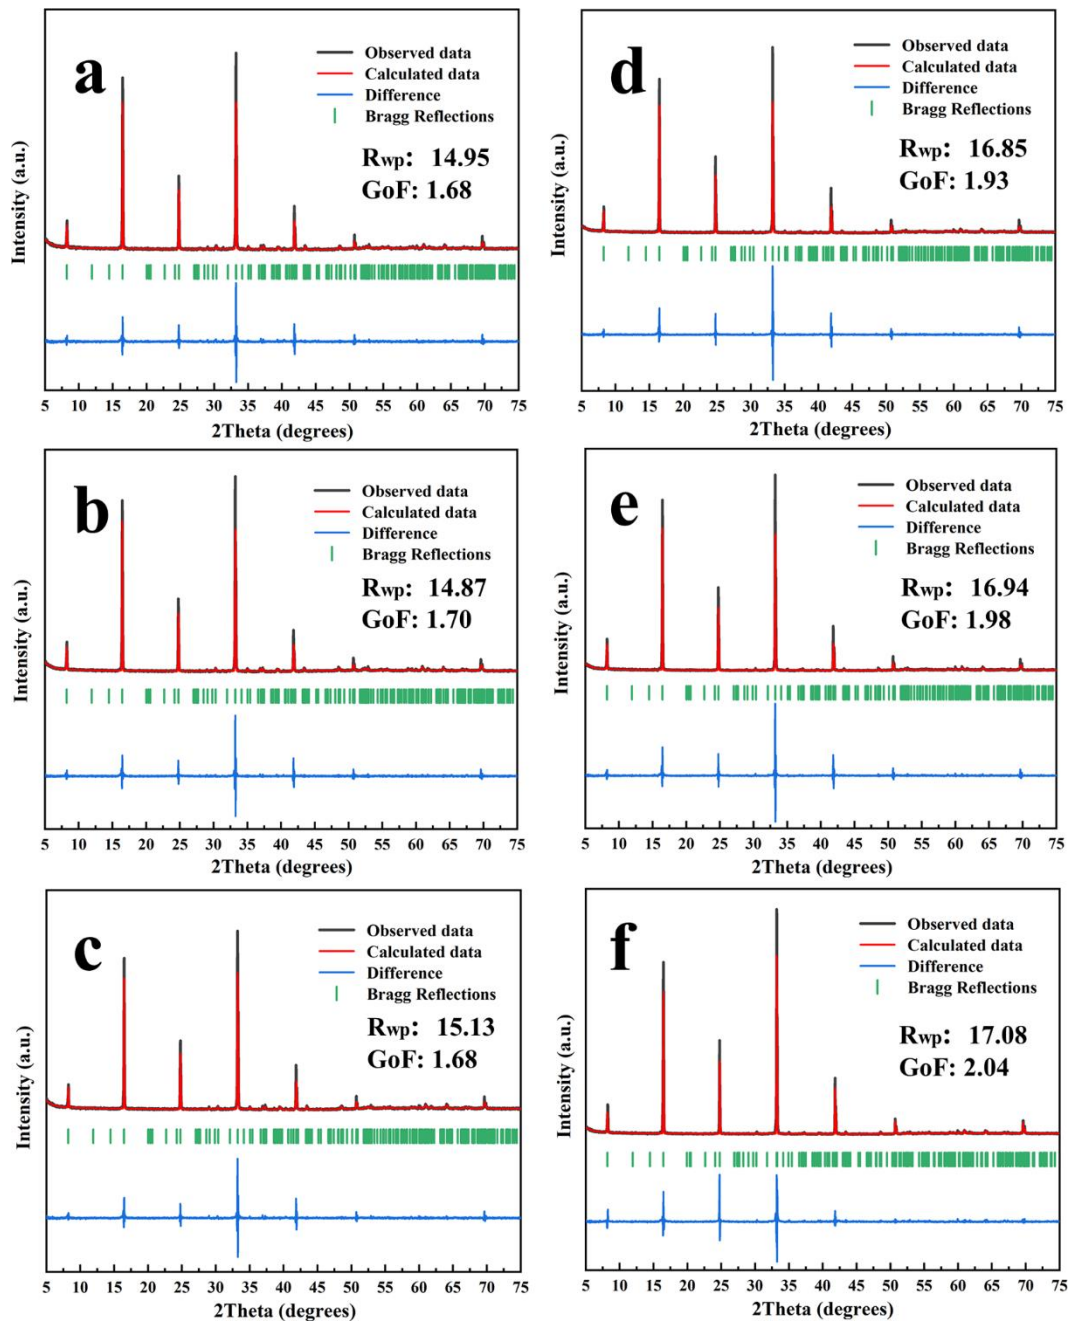 a
Observed data
Calculated data
Difference
Bragg Reflections
Rwp: 14.95
GoF: 1.68
Intensity (a.u.)
5 10 15 20 25 30 35 40 45 50 55 60 65 70 75
2Theta (degrees)
d
Observed data
Calculated data
Difference
Bragg Reflections
Rwp: 16.85
GoF: 1.93
Intensity (a.u.)
5 10 15 20 25 30 35 40 45 50 55 60 65 70 75
2Theta (degrees)
b
Observed data
Calculated data
Difference
Bragg Reflections
Rwp: 14.87
GoF: 1.70
Intensity (a.u.)
5 10 15 20 25 30 35 40 45 50 55 60 65 70 75
2Theta (degrees)
e
Observed data
Calculated data
Difference
Bragg Reflections
Rwp: 16.94
GoF: 1.98
Intensity (a.u.)
5 10 15 20 25 30 35 40 45 50 55 60 65 70 75
2Theta (degrees)
c
Observed data
Calculated data
Difference
Bragg Reflections
Rwp: 15.13
GoF: 1.68
Intensity (a.u.)
5 10 15 20 25 30 35 40 45 50 55 60 65 70 75
2Theta (degrees)
f
Observed data
Calculated data
Difference
Bragg Reflections
Rwp: 17.08
GoF: 2.04
Intensity (a.u.)
5 10 15 20 25 30 35 40 45 50 55 60 65 70 75
2Theta (degrees)